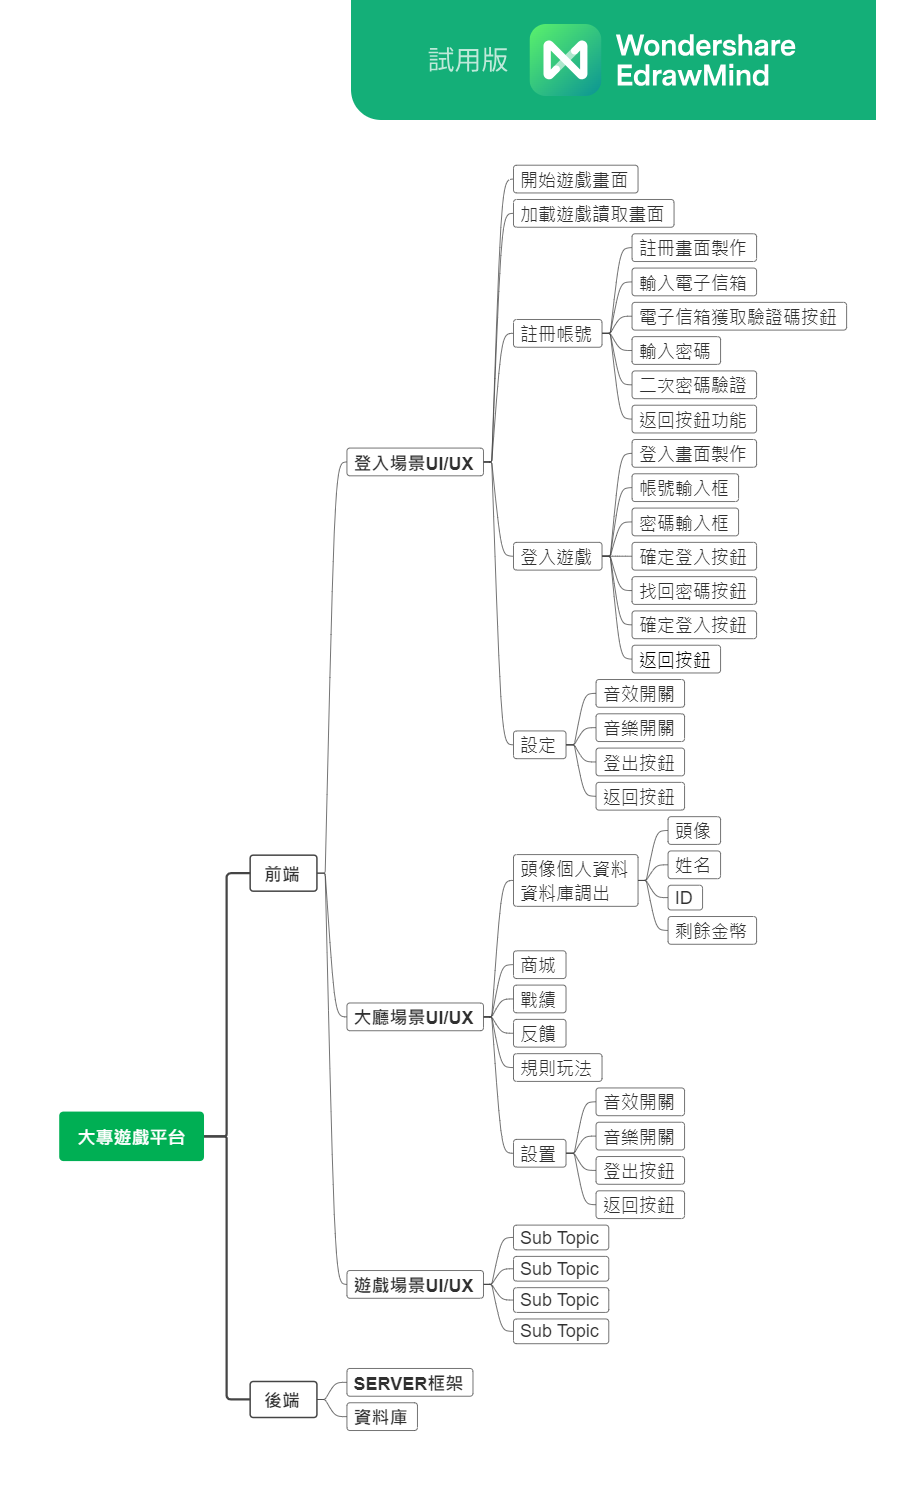 試用版
Wondershare
EdrawMind
開始遊戲畫面
加載遊戲讀取畫面
註冊畫面製作
輸入電子信箱
電子信箱獲取驗證碼按鈕
註冊帳號
輸入密碼
二次密碼驗證
返回按鈕功能
登入畫面製作
登入場景UI/UX
帳號輸入框
密碼輸入框
登入遊戲
確定登入按鈕
找回密碼按鈕
確定登入按鈕
返回按鈕
音效開關
音樂開關
設定
登出按鈕
返回按鈕
頭像
姓名
前端
頭像個人資料
資料庫調出
ID
剩餘金幣
商城
戰績
大廳場景UI/UX
反饋
規則玩法
音效開關
大專遊戲平台
音樂開關
設置
登出按鈕
返回按鈕
Sub Topic
Sub Topic
遊戲場景UI/UX
Sub Topic
Sub Topic
SERVER框架
後端
資料庫